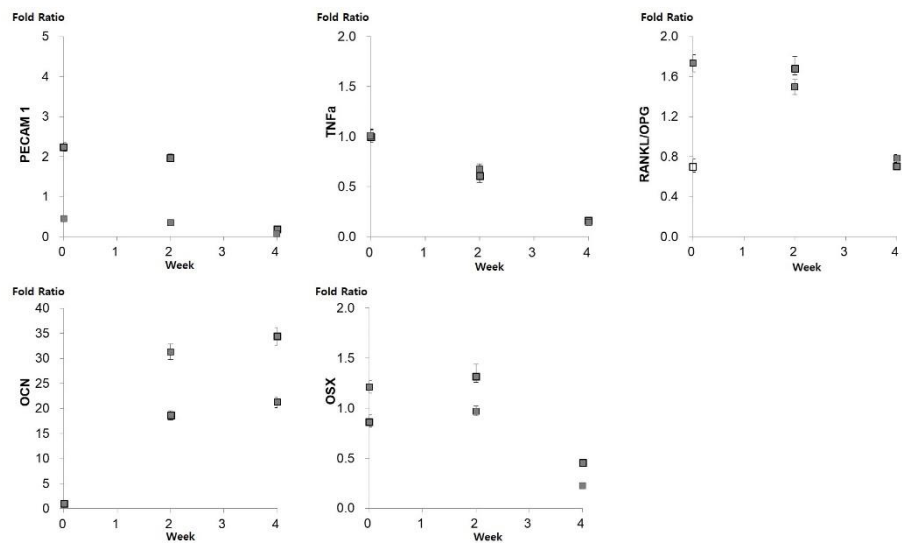 Fold Ratio
5
4
3
2
1
0
PECAM 1
0 1 2 3 4
Week
Fold Ratio
2.0
1.5
1.0
0.5
0.0
TNFa
0 1 2 3 4
Week
Fold Ratio
2.0
1.6
1.2
0.8
0.4
0.0
RANKL/OPG
0 1 2 3 4
Week
Fold Ratio
40
35
30
25
20
15
10
5
0
OCN
0 1 2 3 4
Week
Fold Ratio
2.0
1.5
1.0
0.5
0.0
OSX
0 1 2 3 4
Week